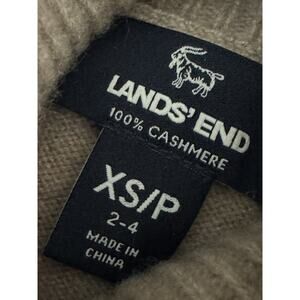 LANDS' END
100% CASHMERE
XS/P
2-4
MADE IN
CHINA